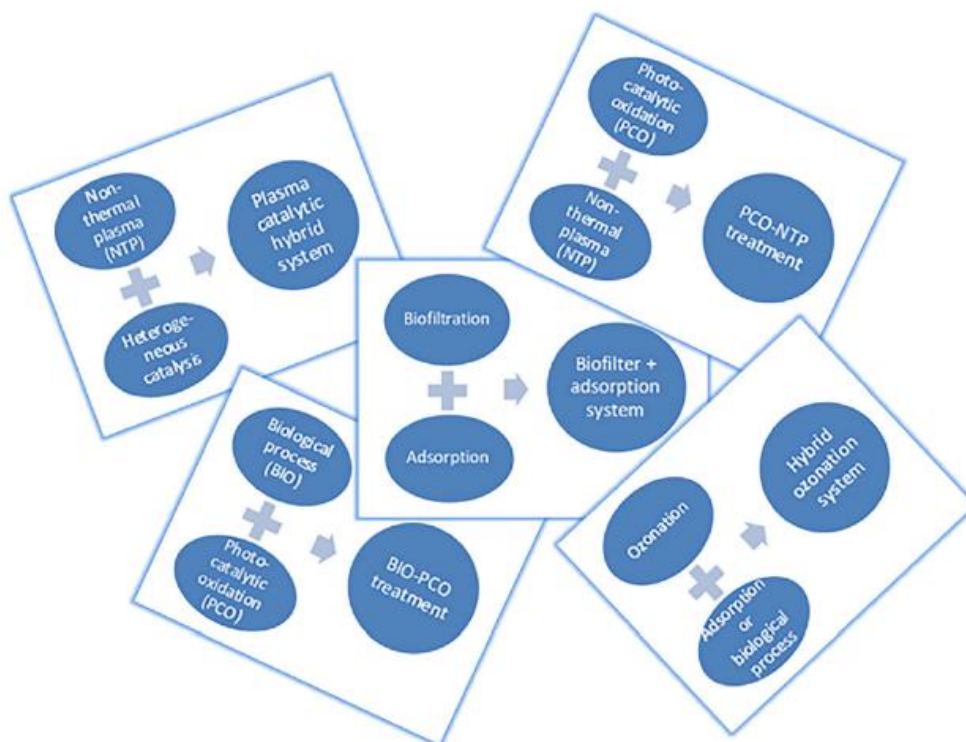 Non-
thermal
plasma
(NTP)
Heteroge-
neous
catalysis
Plasma
catalytic
hybrid
system
Photo-
catalytic
oxidation
(PCO)
Non-
thermal
plasma
(NTP)
PCO-NTP
treatment
Biofiltration
Adsorption
Biofilter +
adsorption
system
Biological
process
(BIO)
Photo-
catalytic
oxidation
(PCO)
BIO-PCO
treatment
Ozonation
Adsorption
or
biological
process
Hybrid
ozonation
system